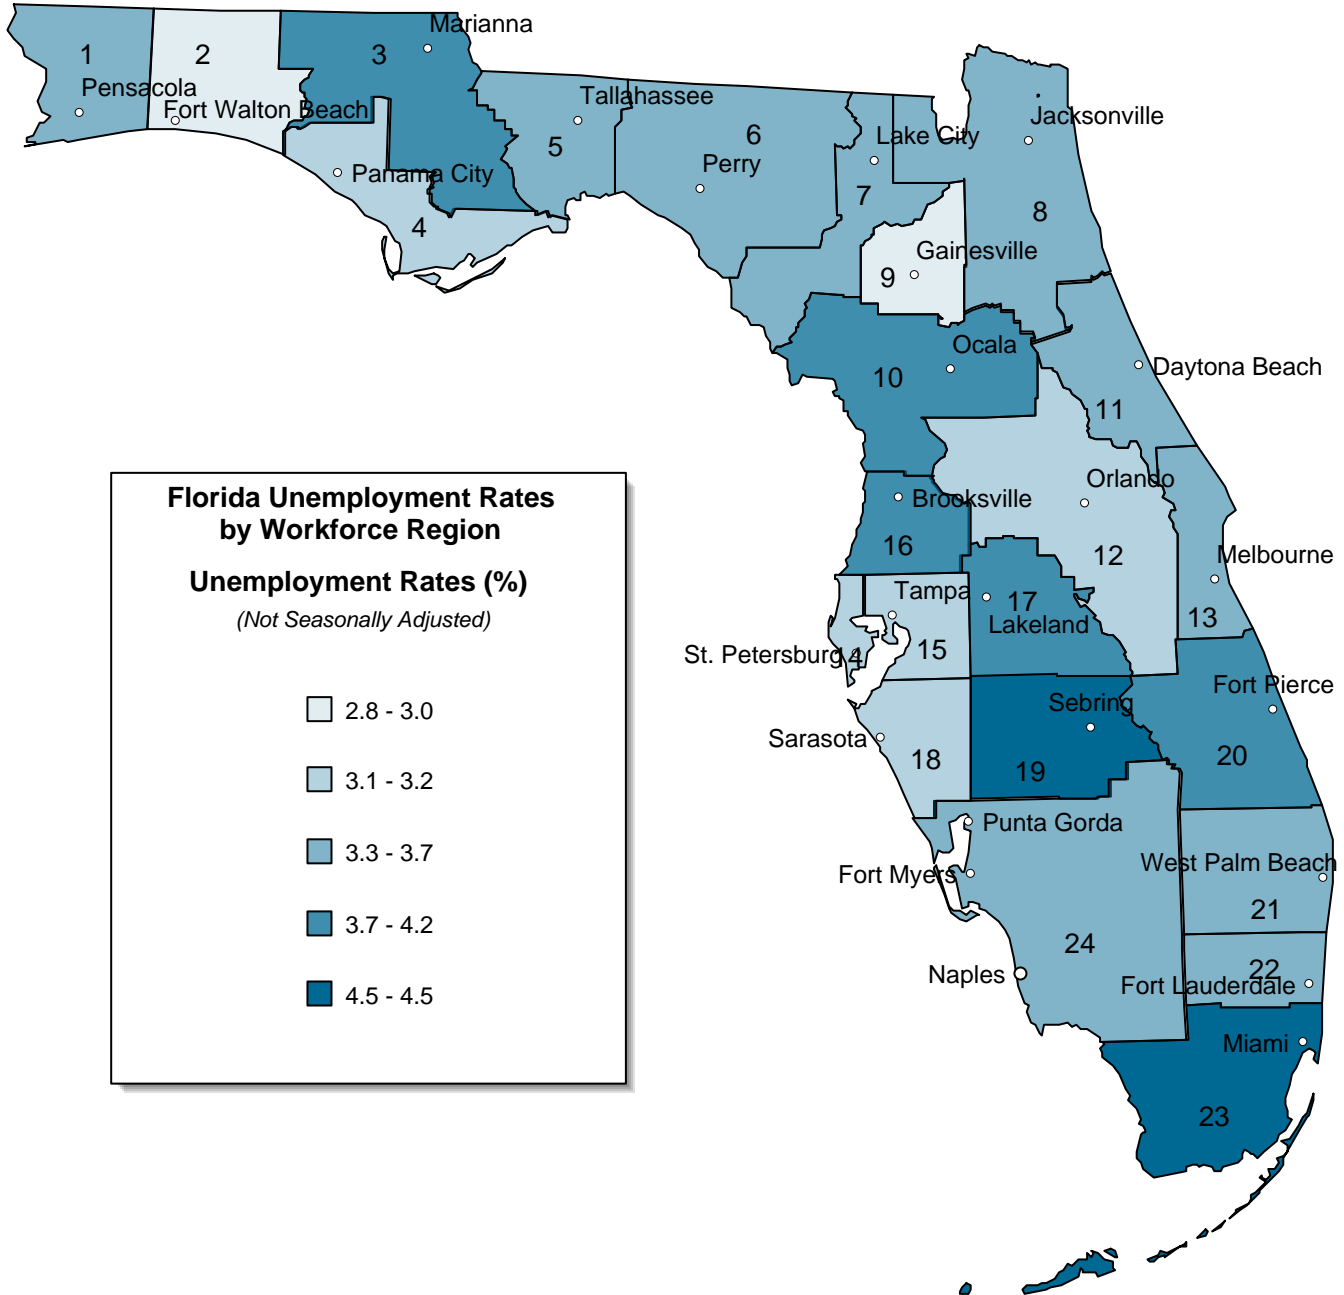 Marianna
1
2
3
Pensacola
Fort Walton Beach
Tallahassee
Jacksonville
6
Lake City
5
Perry
Panama City
7
8
4
Gainesville
9
Ocala
Daytona Beach
10
11
Florida Unemployment Rates
by Workforce Region
Unemployment Rates (%)
(Not Seasonally Adjusted)
2.8 - 3.0
3.1 - 3.2
3.3 - 3.7
3.7 - 4.2
4.5 - 4.5
Orlando
Brooksville
16
12
Melbourne
Tampa
17
13
Lakeland
15
St. Petersburg
Fort Pierce
Sebring
Sarasota
18
19
20
Punta Gorda
West Palm Beach
Fort Myers
21
24
22
Naples
Fort Lauderdale
Miami
23